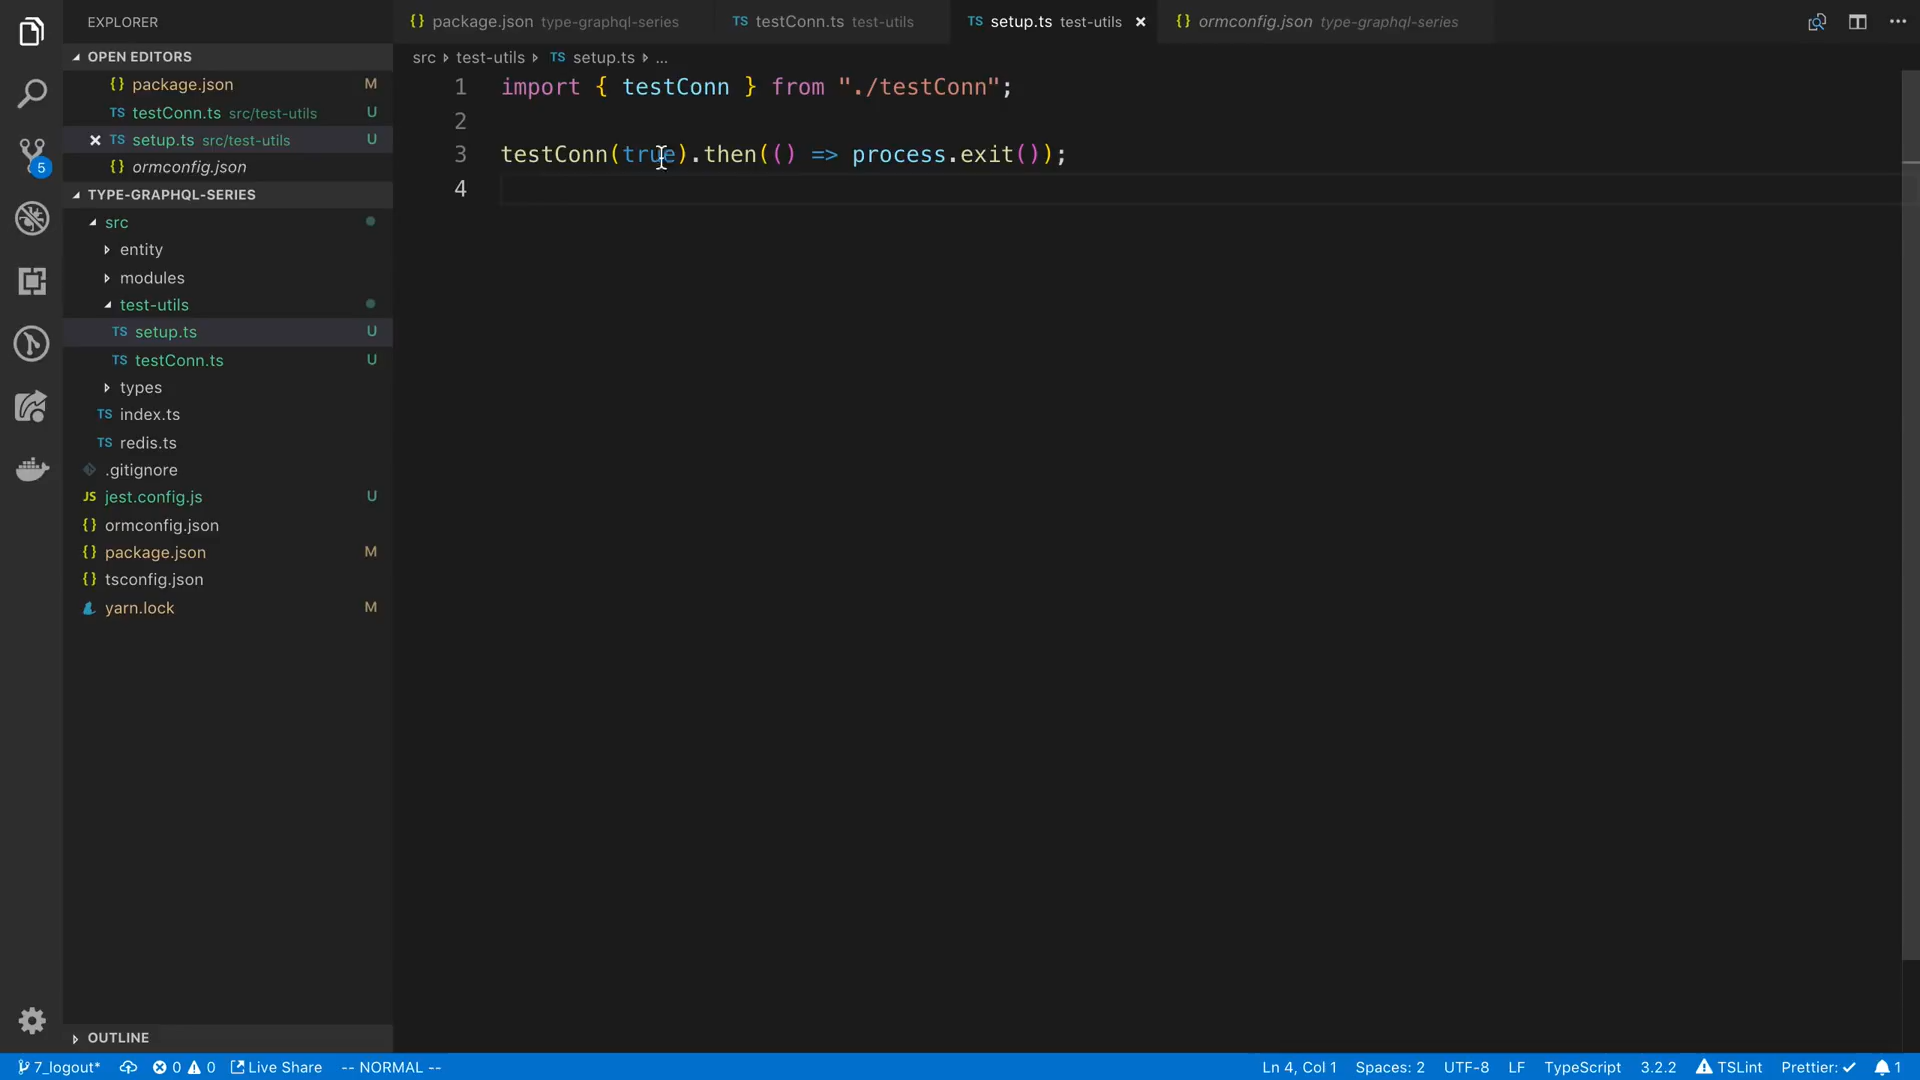 EXPLORER
OPEN EDITORS
{} package.json M
TS testConn.ts src/test-utils U
TS setup.ts src/test-utils U
{} ormconfig.json
TYPE-GRAPHQL-SERIES
src
entity
modules
test-utils
TS setup.ts U
TS testConn.ts U
types
TS index.ts
TS redis.ts
.gitignore
JS jest.config.js U
{} ormconfig.json
{} package.json M
{} tsconfig.json
yarn.lock M
OUTLINE
5
{} package.json type-graphql-series
TS testConn.ts test-utils
TS setup.ts test-utils
{} ormconfig.json type-graphql-series
src test-utils TS setup.ts ...
1 import { testConn } from "./testConn";
2
3 testConn(true).then(() => process.exit());
4
7_logout* 0 0 Live Share -- NORMAL -- Ln 4, Col 1 Spaces: 2 UTF-8 LF TypeScript 3.2.2 TSLint Prettier: 1